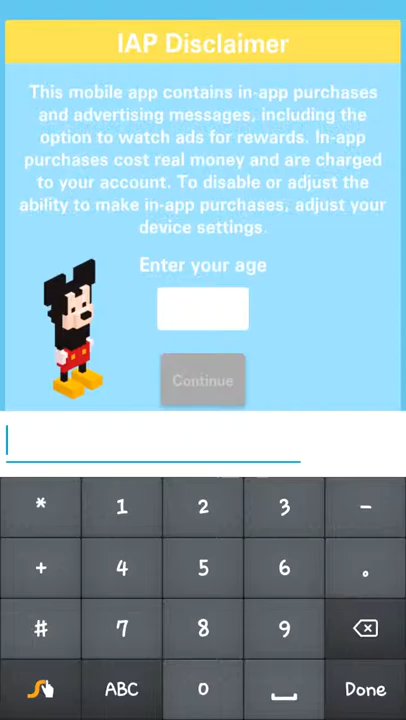 IAP Disclaimer
This mobile app contains in-app purchases
and advertising messages, including the
option to watch ads for rewards. In-app
purchases cost real money and are charged
to your account. To disable or adjust the
ability to make in-app purchases, adjust your
device settings.
Enter your age
Continue
* 1 2 3 -
+ 4 5 6 。
# 7 8 9
ABC 0 Done